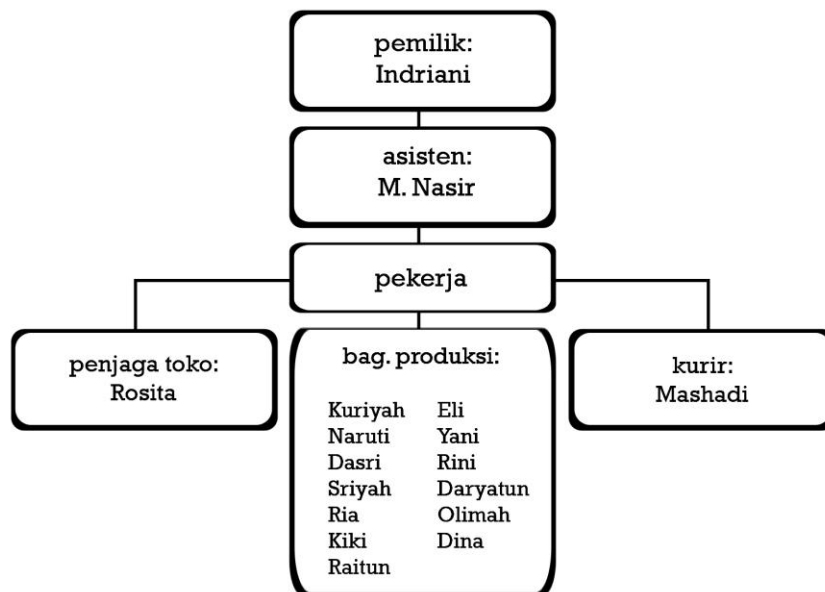 pemilik:
Indriani
asisten:
M. Nasir
pekerja
penjaga toko:
Rosita
bag. produksi:
Kuriyah Eli
Naruti Yani
Dasri Rini
Sriyah Daryatun
Ria Olimah
Kiki Dina
Raitun
kurir:
Mashadi